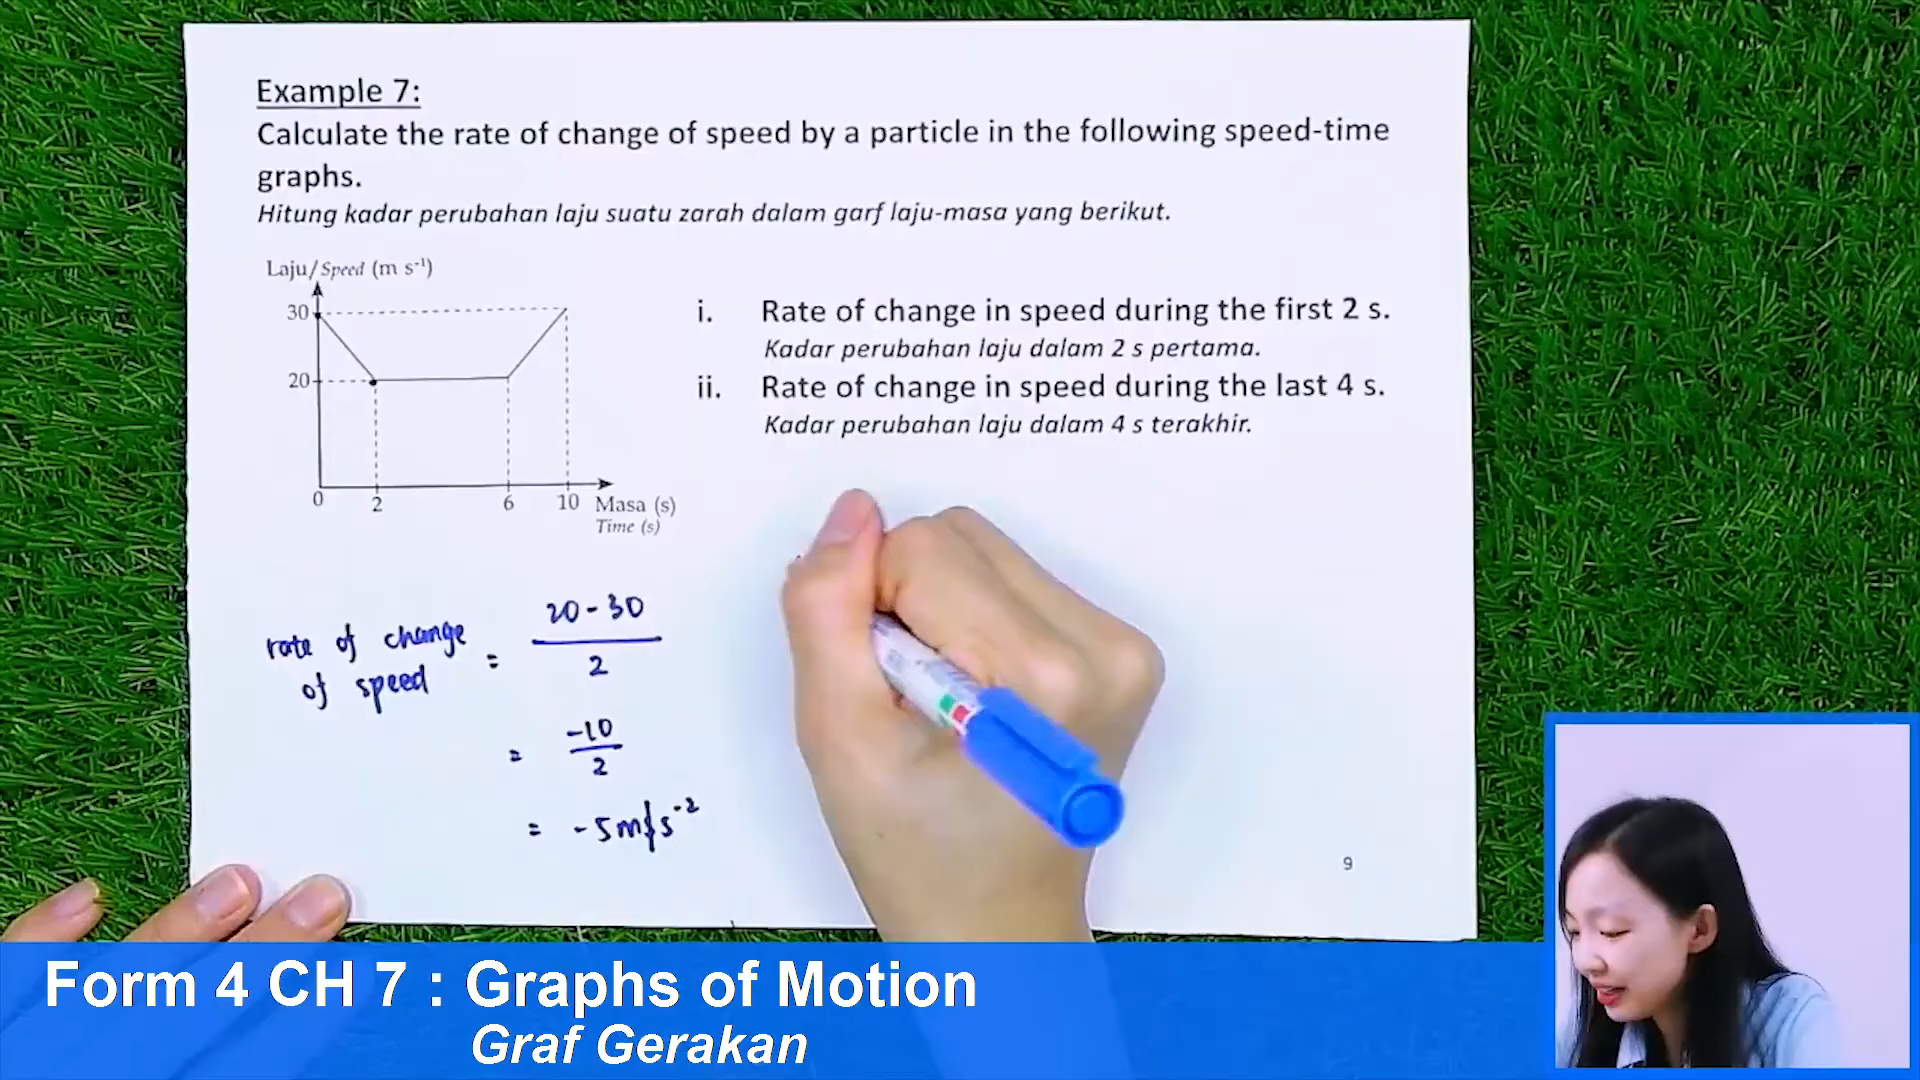 Example 7:
Calculate the rate of change of speed by a particle in the following speed-time
graphs.
Hitung kadar perubahan laju suatu zarah dalam garf laju-masa yang berikut.
Laju/Speed (m s⁻¹)
30
20
0 2 6 10 Masa (s)
Time (s)
i. Rate of change in speed during the first 2 s.
Kadar perubahan laju dalam 2 s pertama.
ii. Rate of change in speed during the last 4 s.
Kadar perubahan laju dalam 4 s terakhir.
rate of change
of speed
= 20 - 30
2
= -10
2
= -5 m s⁻²
9
Form 4 CH 7 : Graphs of Motion
Graf Gerakan